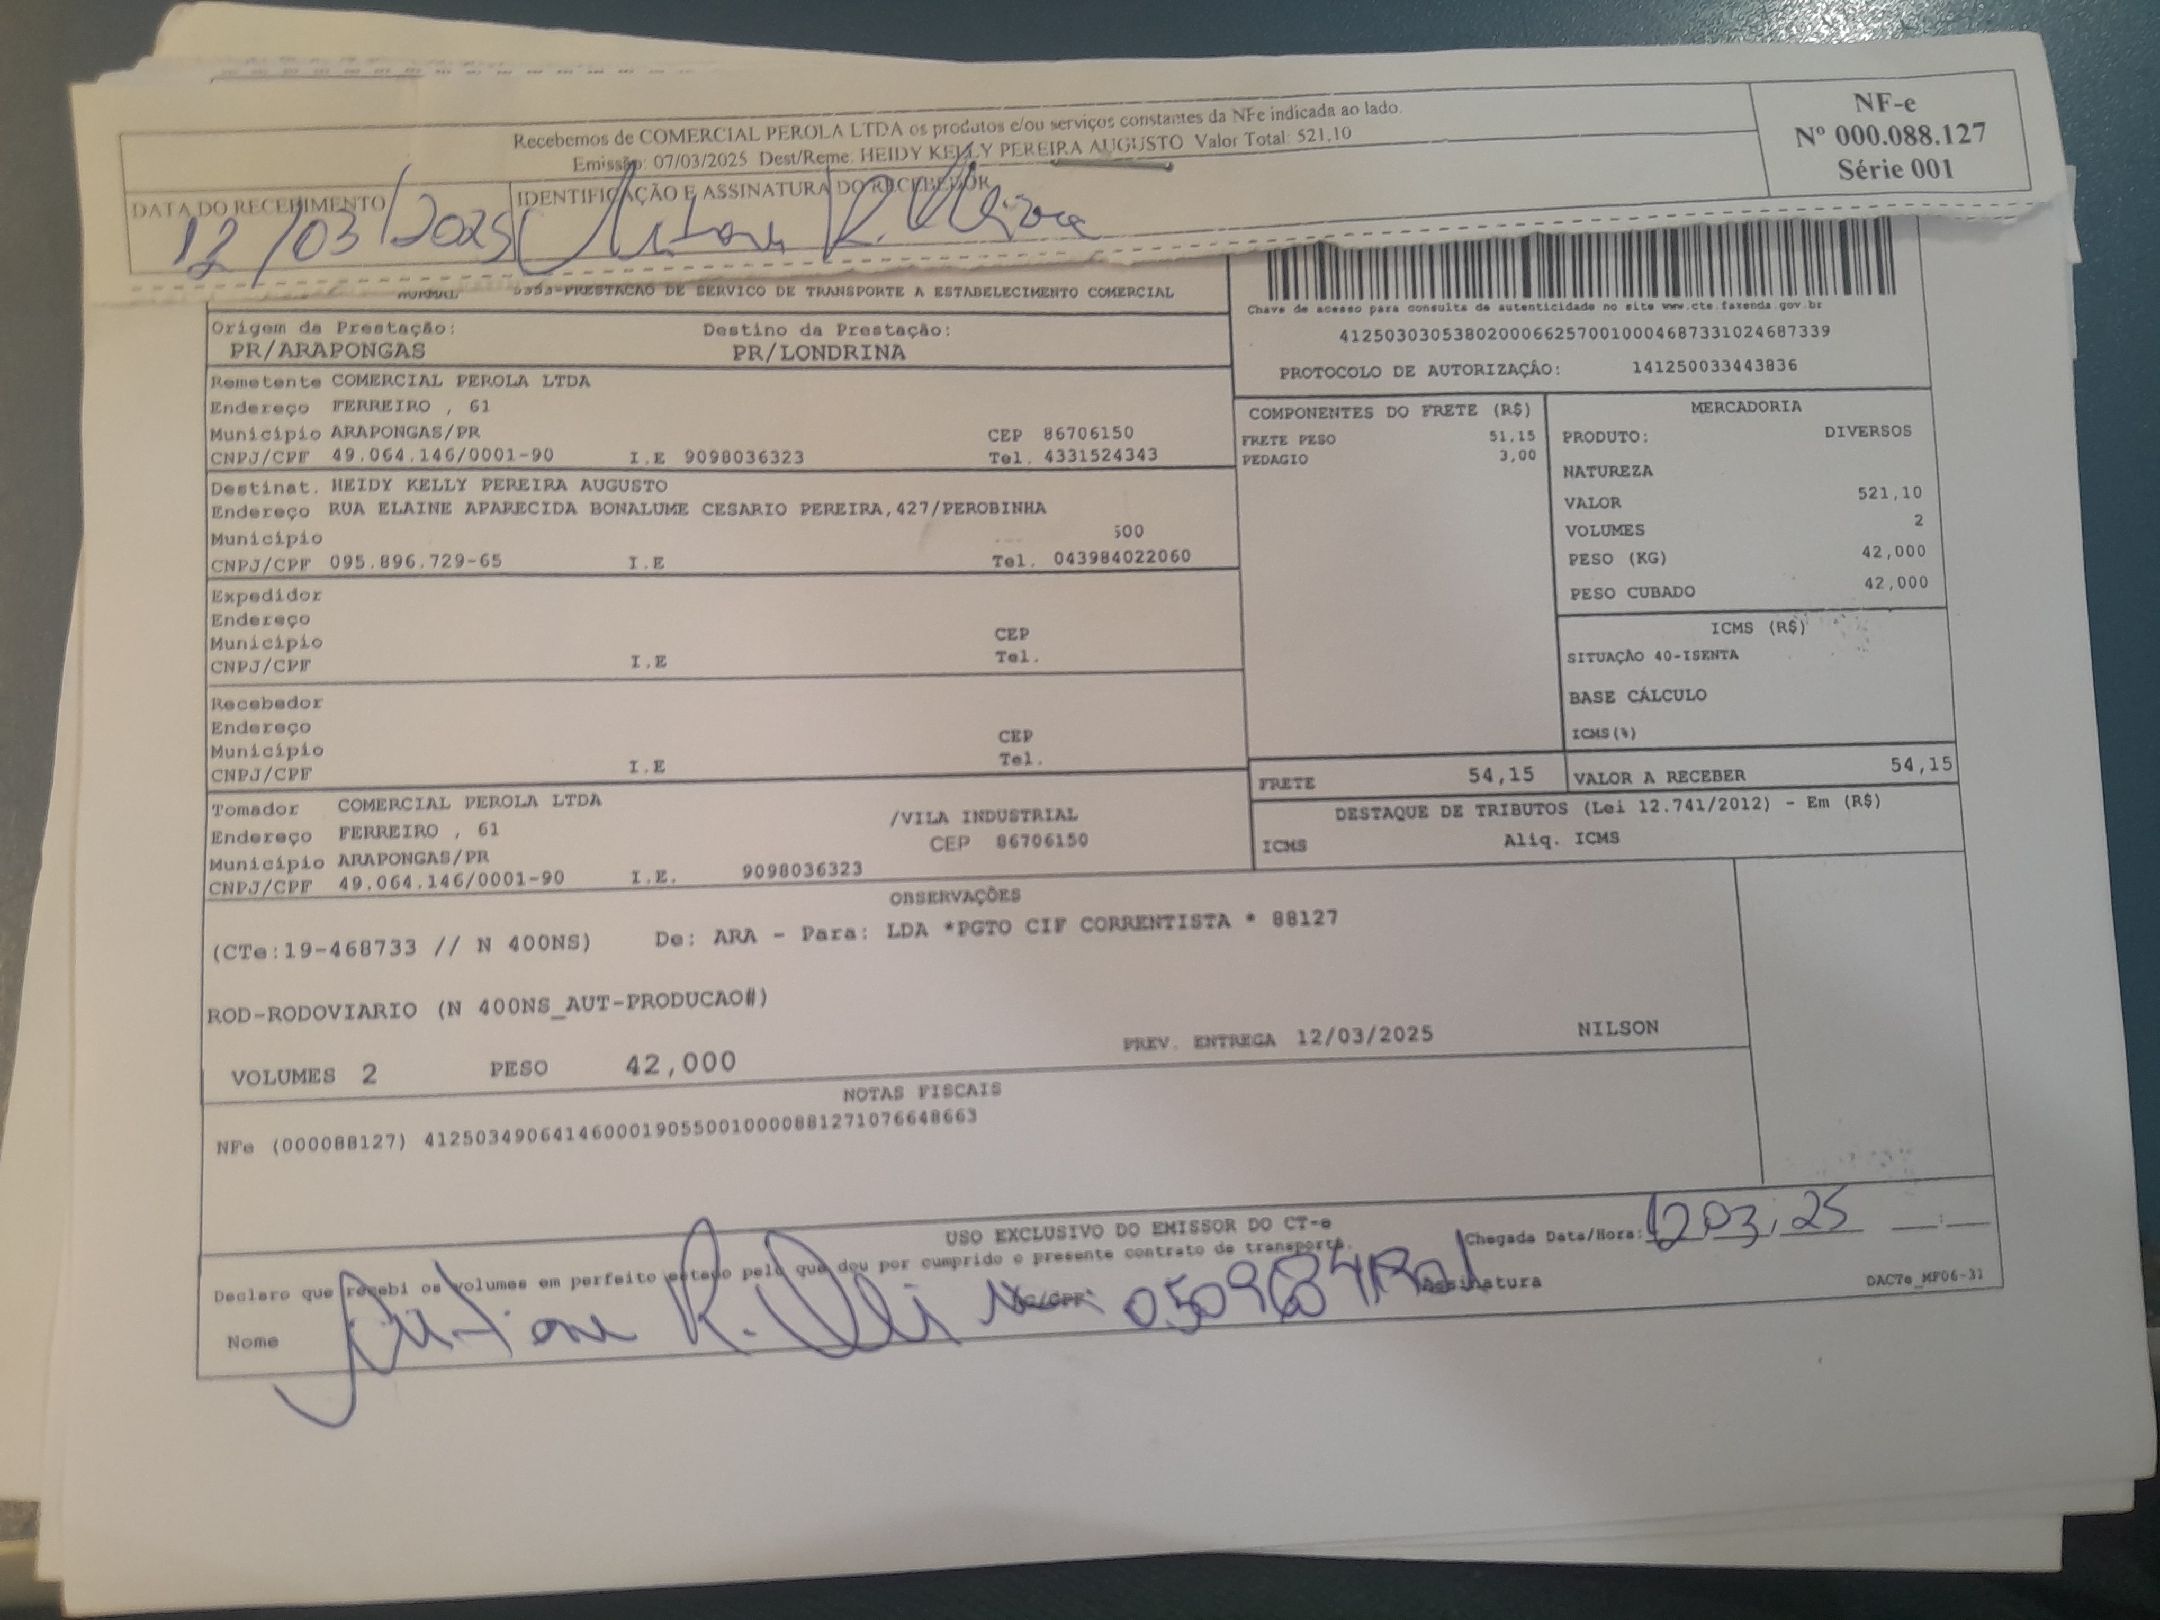 Recebemos de COMERCIAL PEROLA LTDA os produtos e/ou serviços constantes da NFe indicada ao lado.
Emissão: 07/03/2025 Dest/Reme: HEIDY KELLY PEREIRA AUGUSTO Valor Total: 521,10
NF-e
Nº 000.088.127
Série 001
DATA DO RECEBIMENTO
IDENTIFICAÇÃO E ASSINATURA DO RECEBEDOR
12/03/2025
NORMAL 5353-PRESTACAO DE SERVICO DE TRANSPORTE A ESTABELECIMENTO COMERCIAL
Chave de acesso para consulta de autenticidade no site www.cte.fazenda.gov.br
41250303053802000662570010004687331024687339
PROTOCOLO DE AUTORIZAÇÃO: 141250033443836
Origem da Prestação: Destino da Prestação:
PR/ARAPONGAS PR/LONDRINA
Remetente COMERCIAL PEROLA LTDA
Endereço FERREIRO , 61
Município ARAPONGAS/PR CEP 86706150
CNPJ/CPF 49.064.146/0001-90 I.E 9098036323 Tel. 4331524343
Destinat. HEIDY KELLY PEREIRA AUGUSTO
Endereço RUA ELAINE APARECIDA BONALUME CESARIO PEREIRA,427/PEROBINHA
Município 500
CNPJ/CPF 095.896.729-65 I.E Tel. 043984022060
Expedidor
Endereço
Município CEP
CNPJ/CPF I.E Tel.
Recebedor
Endereço
Município CEP
CNPJ/CPF I.E Tel.
Tomador COMERCIAL PEROLA LTDA
Endereço FERREIRO , 61 /VILA INDUSTRIAL
Município ARAPONGAS/PR CEP 86706150
CNPJ/CPF 49.064.146/0001-90 I.E. 9098036323
COMPONENTES DO FRETE (R$)
FRETE PESO 51,15
PEDAGIO 3,00
MERCADORIA
PRODUTO: DIVERSOS
NATUREZA
VALOR 521,10
VOLUMES 2
PESO (KG) 42,000
PESO CUBADO 42,000
ICMS (R$)
SITUAÇÃO 40-ISENTA
BASE CÁLCULO
ICMS(%)
FRETE 54,15 VALOR A RECEBER 54,15
DESTAQUE DE TRIBUTOS (Lei 12.741/2012) - Em (R$)
ICMS Aliq. ICMS
OBSERVAÇÕES
(CTe:19-468733 // N 400NS) De: ARA - Para: LDA *PGTO CIF CORRENTISTA * 88127
ROD-RODOVIARIO (N 400NS_AUT-PRODUCAO#)
PREV. ENTREGA 12/03/2025 NILSON
VOLUMES 2 PESO 42,000
NOTAS FISCAIS
NFe (000088127) 41250349064146000190550010000881271076648663
USO EXCLUSIVO DO EMISSOR DO CT-e
Chegada Data/Hora: 12 03, 25 __:__
Declaro que recebi os volumes em perfeito estado pelo que dou por cumprido o presente contrato de transporte.
Nome RG/CPF Assinatura DACTe_MF06-31